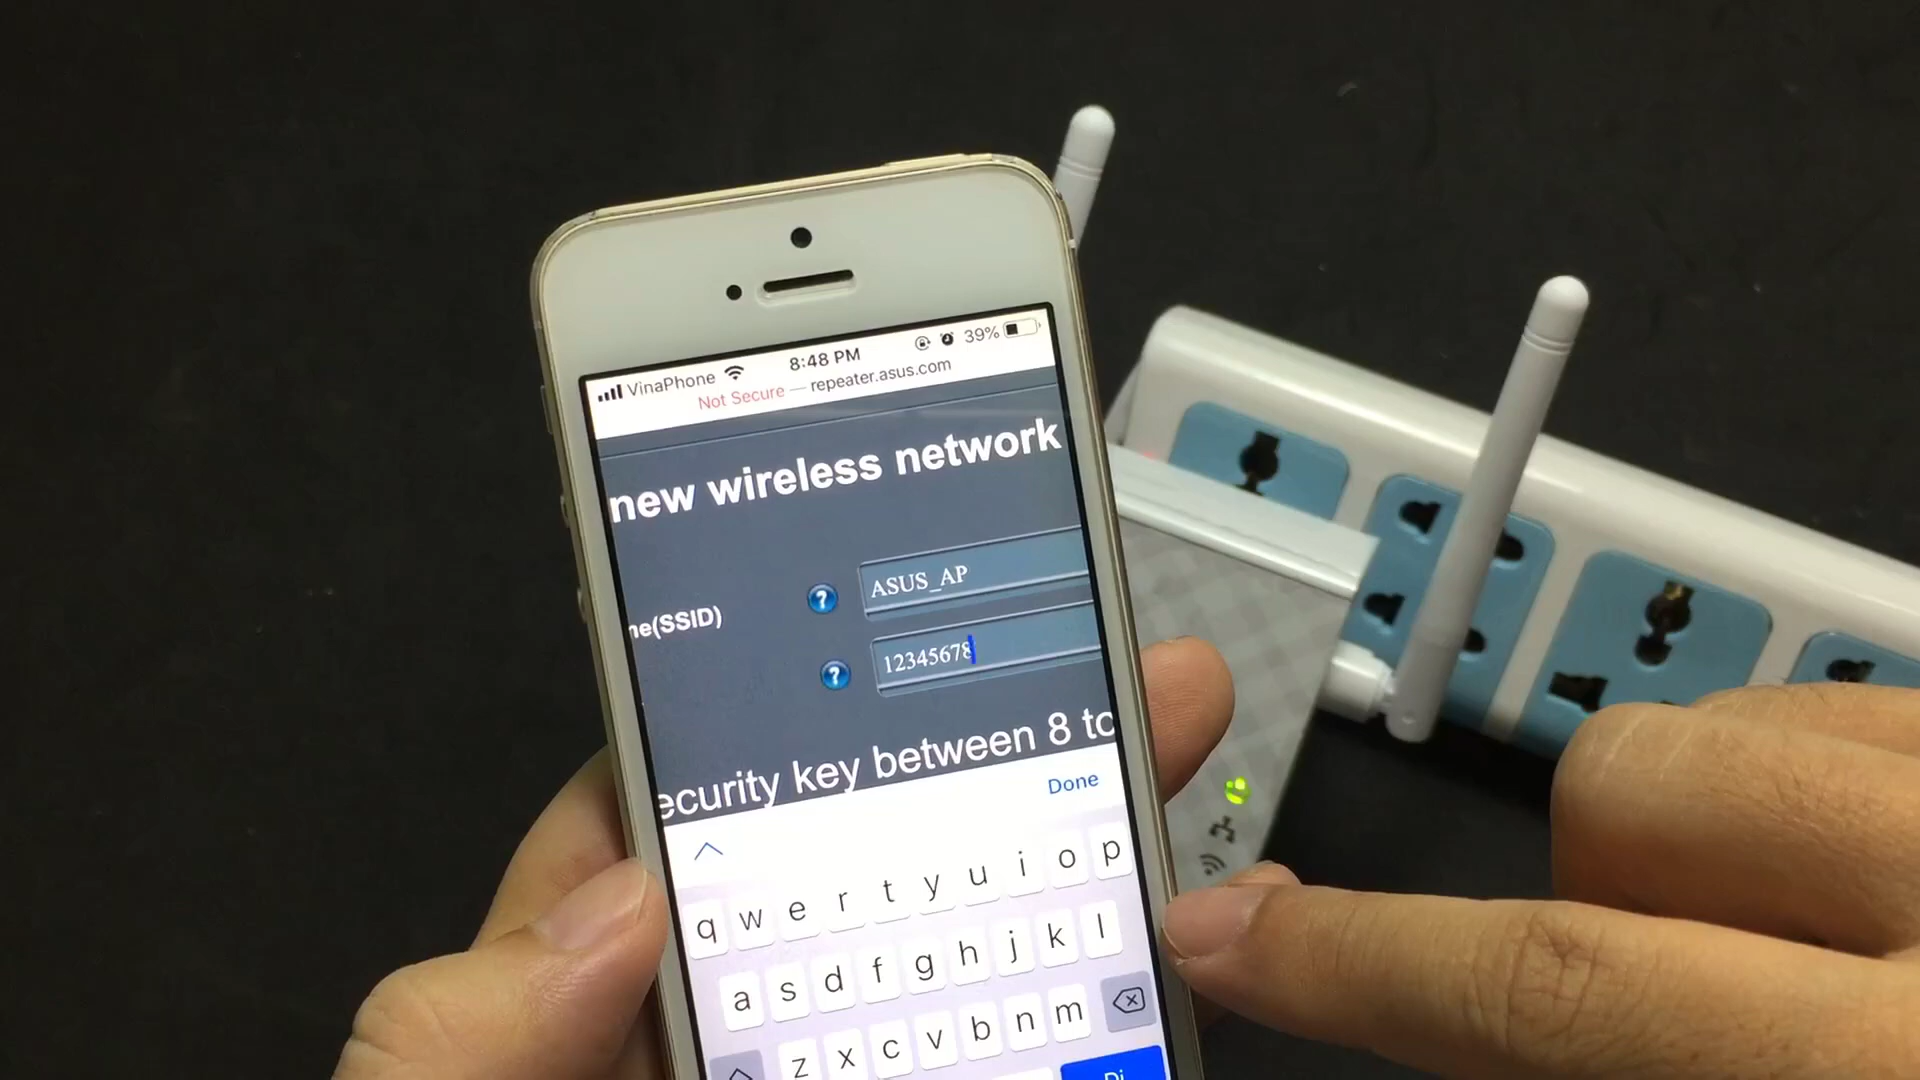 VinaPhone 8:48 PM 39%
Not Secure — repeater.asus.com
new wireless network
ne(SSID) ? ASUS_AP
? 12345678
ecurity key between 8 to
Done
q w e r t y u i o p
a s d f g h j k l
z x c v b n m
Di